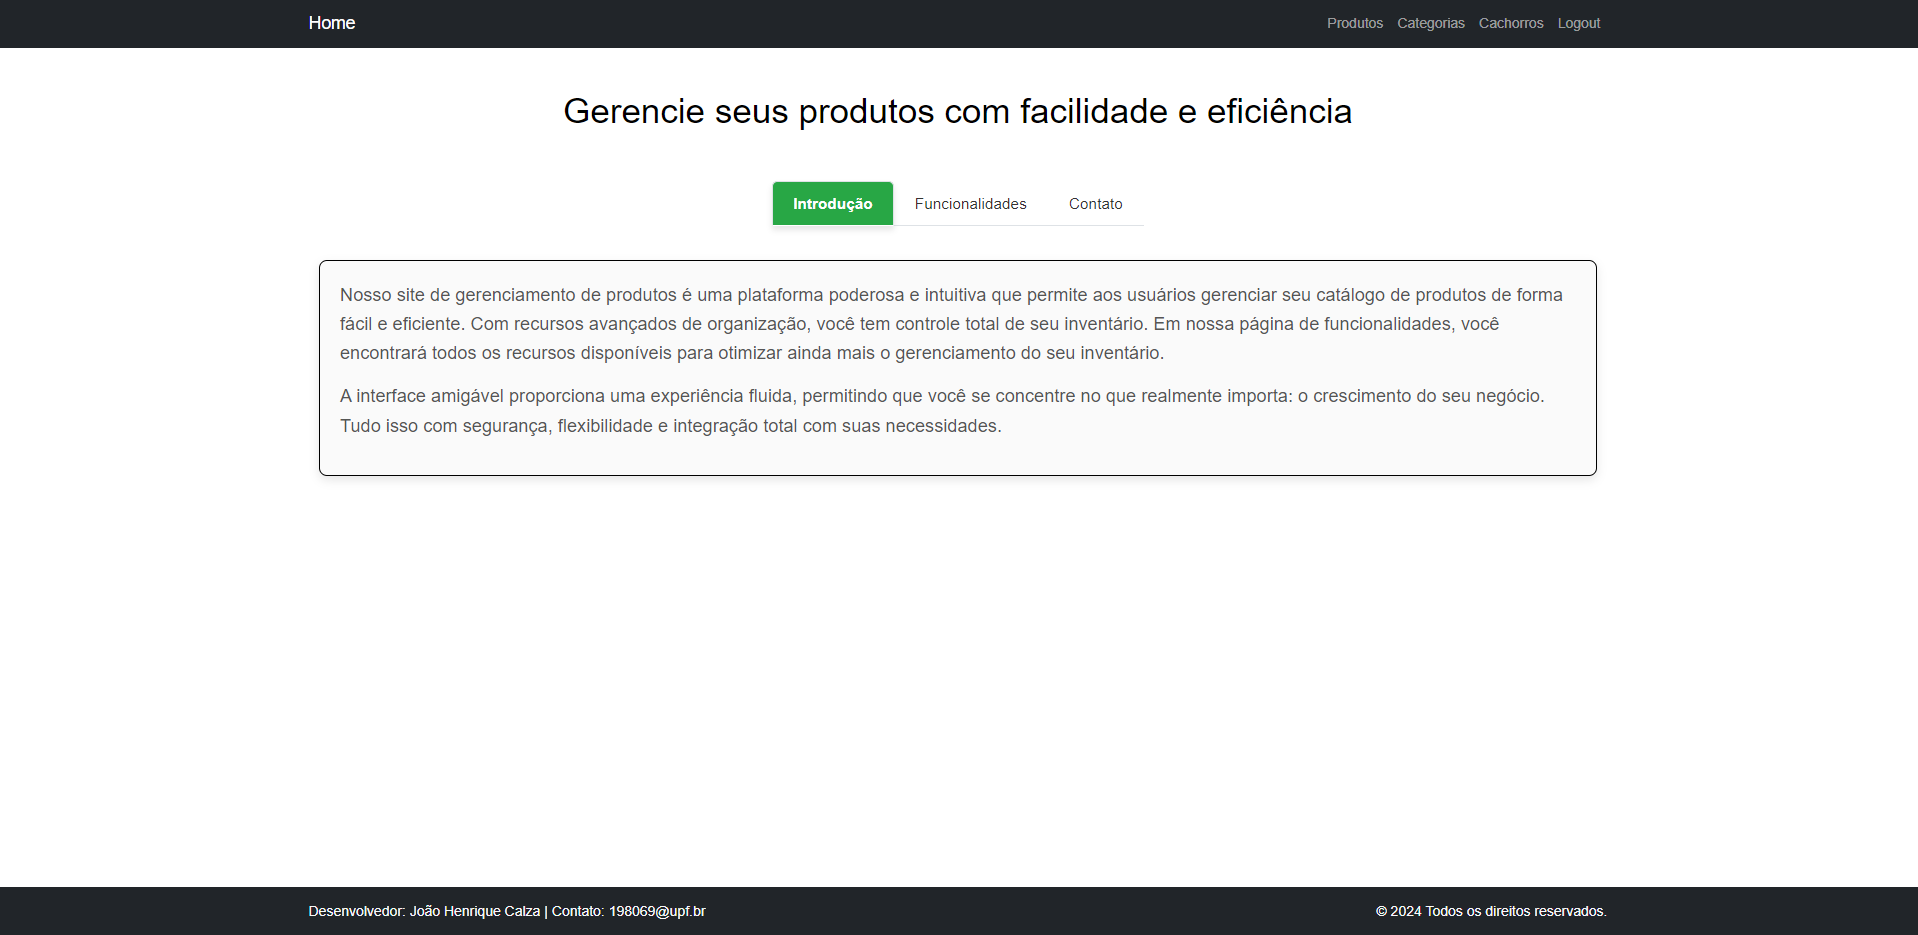 Home
Produtos Categorias Cachorros Logout
Gerencie seus produtos com facilidade e eficiência
Introdução Funcionalidades Contato
Nosso site de gerenciamento de produtos é uma plataforma poderosa e intuitiva que permite aos usuários gerenciar seu catálogo de produtos de forma
fácil e eficiente. Com recursos avançados de organização, você tem controle total de seu inventário. Em nossa página de funcionalidades, você
encontrará todos os recursos disponíveis para otimizar ainda mais o gerenciamento do seu inventário.
A interface amigável proporciona uma experiência fluida, permitindo que você se concentre no que realmente importa: o crescimento do seu negócio.
Tudo isso com segurança, flexibilidade e integração total com suas necessidades.
Desenvolvedor: João Henrique Calza | Contato: 198069@upf.br
© 2024 Todos os direitos reservados.